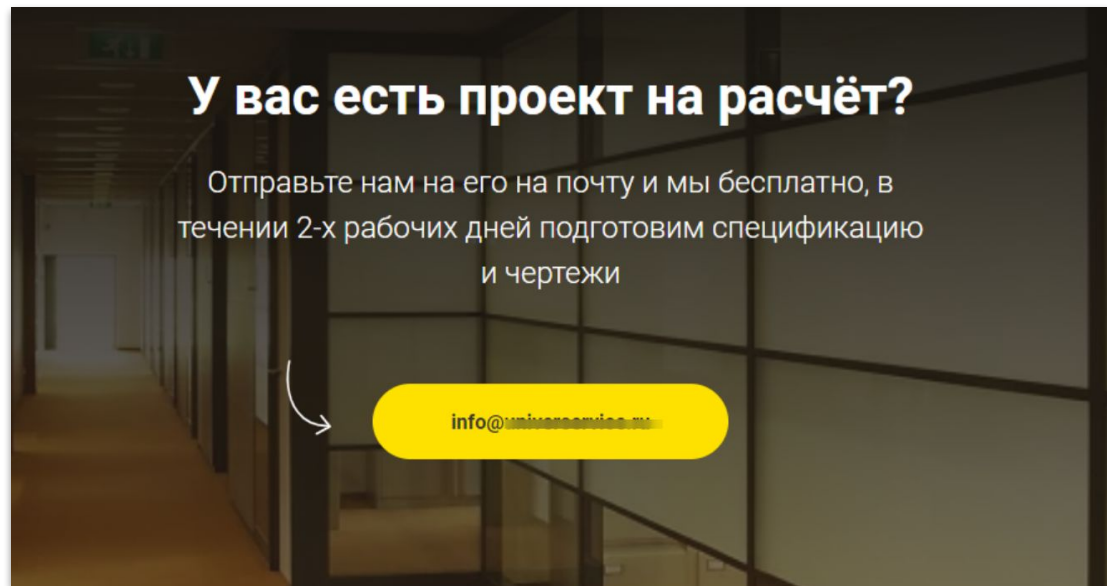 У вас есть проект на расчёт?
Отправьте нам на его на почту и мы бесплатно, в
течении 2-х рабочих дней подготовим спецификацию
и чертежи
info@